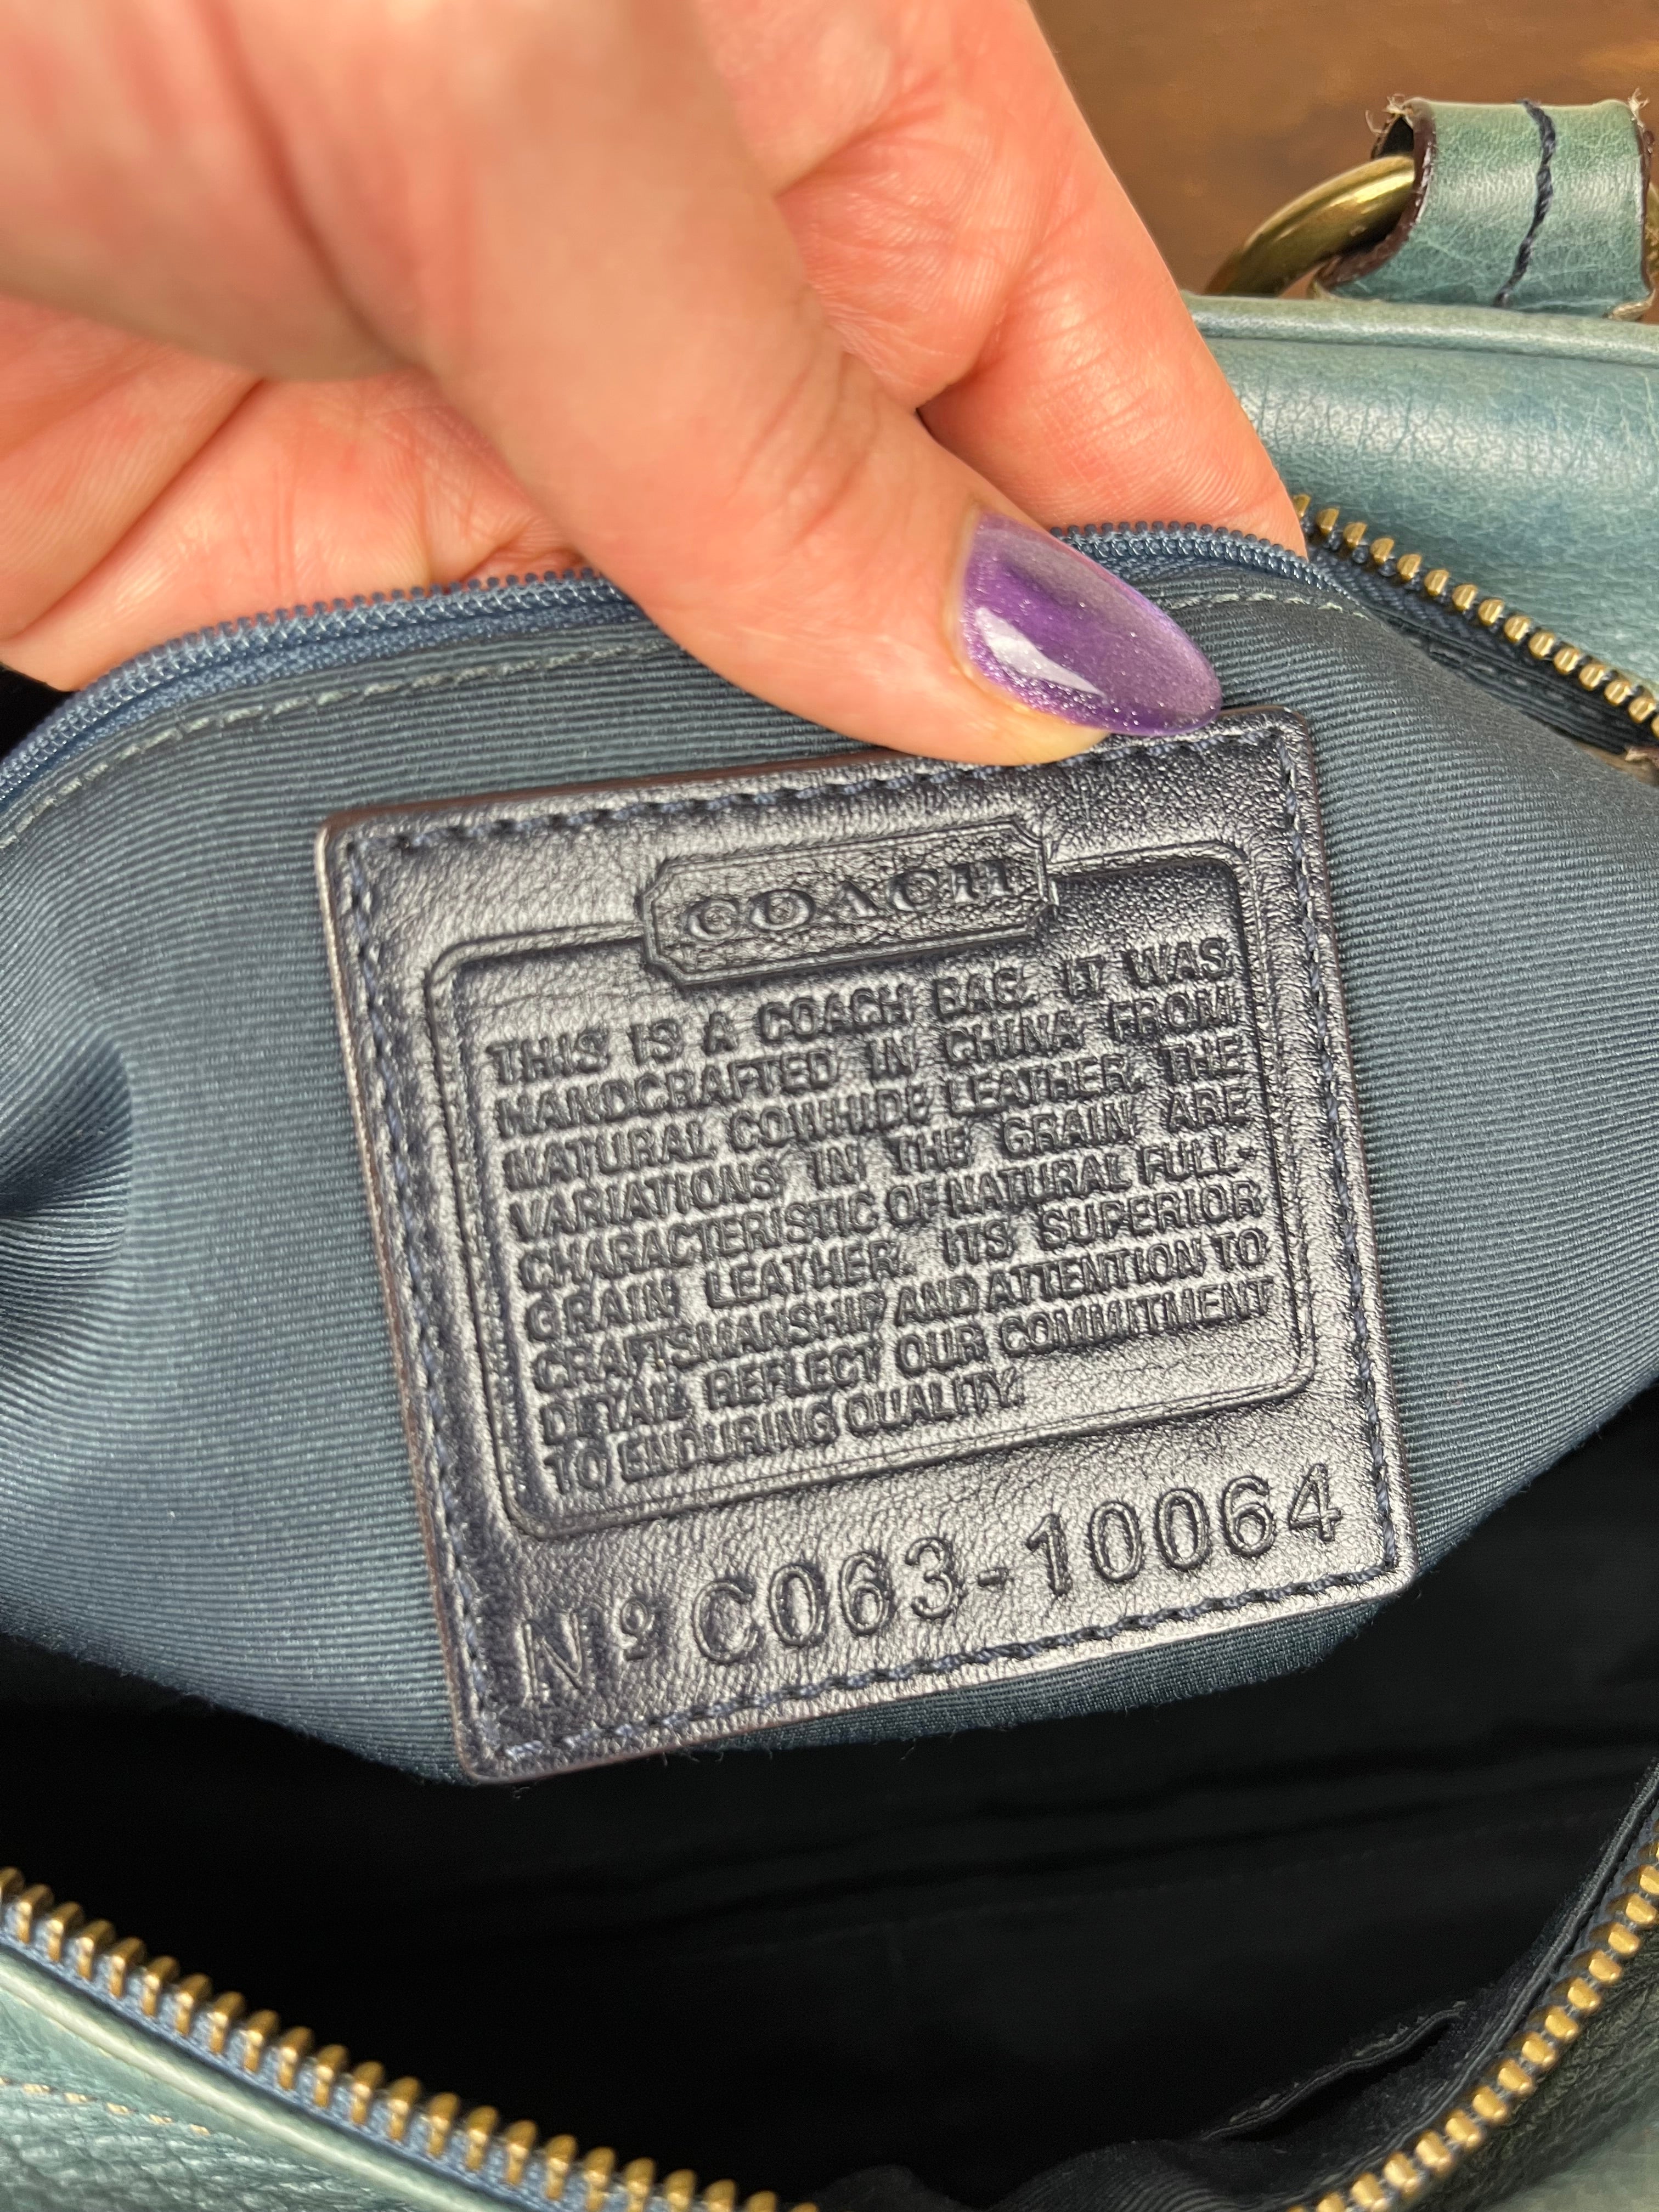 COACH
THIS IS A COACH BAG. IT WAS
HANDCRAFTED IN CHINA FROM
NATURAL COWHIDE LEATHER. THE
VARIATIONS IN THE GRAIN ARE
CHARACTERISTIC OF NATURAL FULL-
GRAIN LEATHER. ITS SUPERIOR
CRAFTSMANSHIP AND ATTENTION TO
DETAIL REFLECT OUR COMMITMENT
TO ENDURING QUALITY.
Nº C063-10064